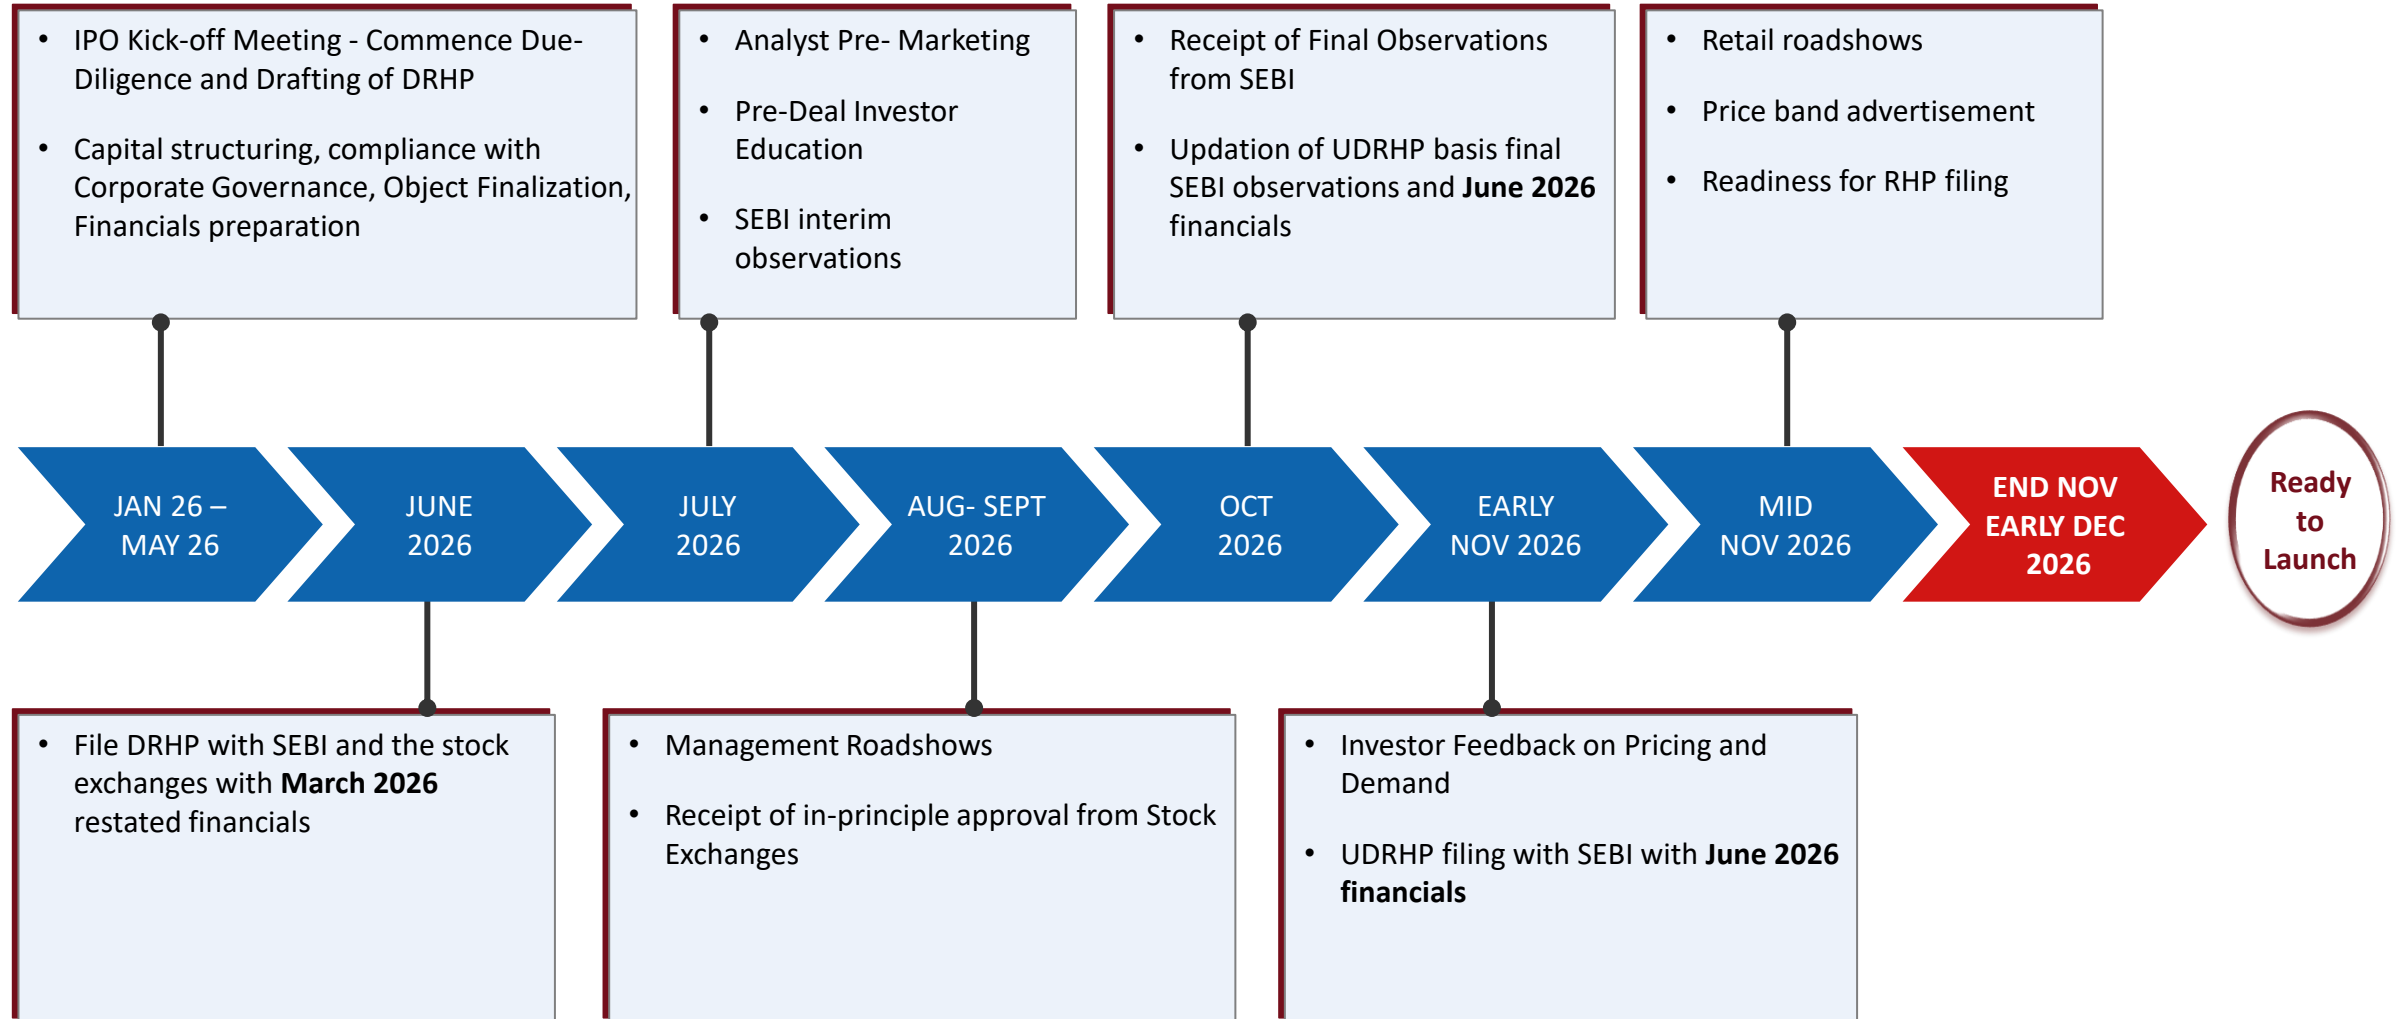 • IPO Kick-off Meeting - Commence Due-
Diligence and Drafting of DRHP
• Capital structuring, compliance with
Corporate Governance, Object Finalization,
Financials preparation
• Analyst Pre- Marketing
• Pre-Deal Investor
Education
• SEBI interim
observations
• Receipt of Final Observations
from SEBI
• Updation of UDRHP basis final
SEBI observations and June 2026
financials
• Retail roadshows
• Price band advertisement
• Readiness for RHP filing
JAN 26 –
MAY 26
JUNE
2026
JULY
2026
AUG- SEPT
2026
OCT
2026
EARLY
NOV 2026
MID
NOV 2026
END NOV
EARLY DEC
2026
Ready
to
Launch
• File DRHP with SEBI and the stock
exchanges with March 2026
restated financials
• Management Roadshows
• Receipt of in-principle approval from Stock
Exchanges
• Investor Feedback on Pricing and
Demand
• UDRHP filing with SEBI with June 2026
financials